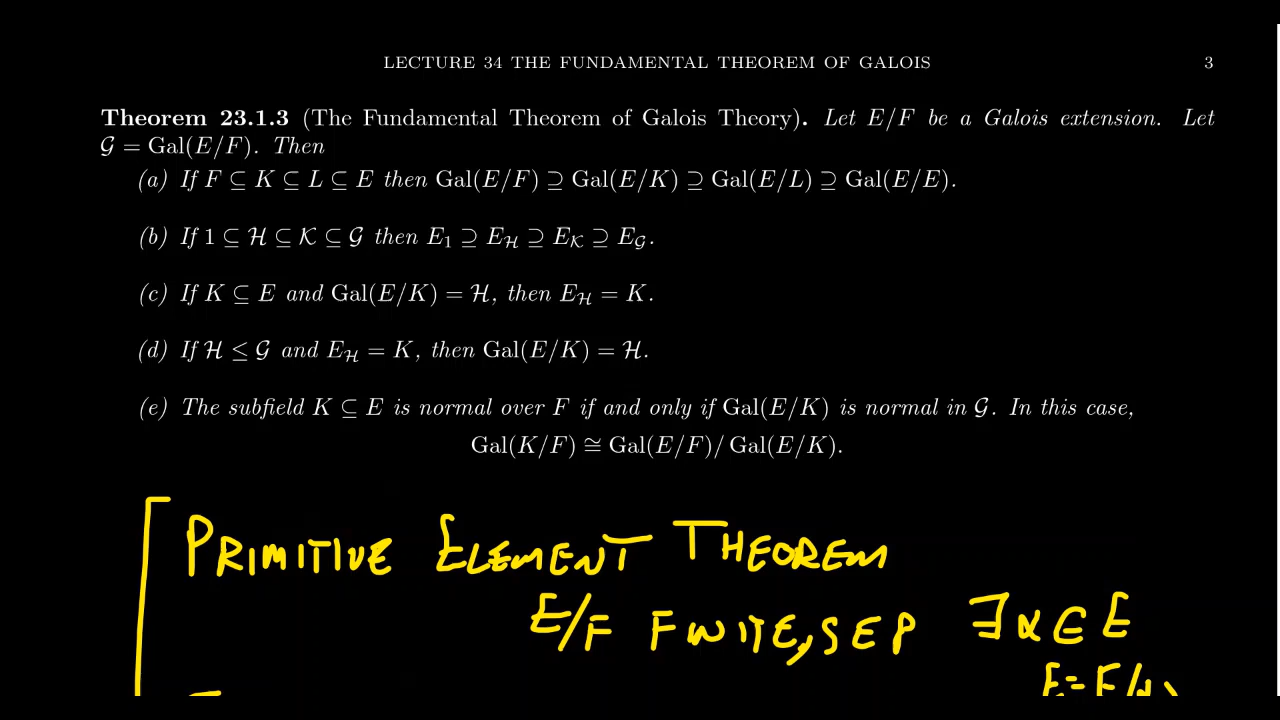 LECTURE 34 THE FUNDAMENTAL THEOREM OF GALOIS 3
Theorem 23.1.3 (The Fundamental Theorem of Galois Theory). Let E/F be a Galois extension. Let
𝒢 = Gal(E/F). Then
(a) If F ⊆ K ⊆ L ⊆ E then Gal(E/F) ⊇ Gal(E/K) ⊇ Gal(E/L) ⊇ Gal(E/E).
(b) If 1 ⊆ ℋ ⊆ 𝒦 ⊆ 𝒢 then E₁ ⊇ E_ℋ ⊇ E_𝒦 ⊇ E_𝒢.
(c) If K ⊆ E and Gal(E/K) = ℋ, then E_ℋ = K.
(d) If ℋ ≤ 𝒢 and E_ℋ = K, then Gal(E/K) = ℋ.
(e) The subfield K ⊆ E is normal over F if and only if Gal(E/K) is normal in 𝒢. In this case,
Gal(K/F) ≅ Gal(E/F)/ Gal(E/K).
PRIMITIVE ELEMENT THEOREM
E/F FINITE, SEP ∃ α ∈ E